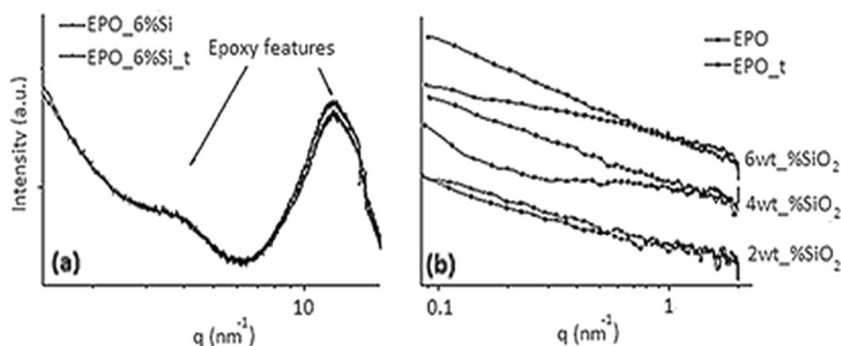 EPO_6%Si
EPO_6%Si_t
Epoxy features
Intensity (a.u.)
(a)
10
q (nm⁻¹)
EPO
EPO_t
6wt_%SiO₂
4wt_%SiO₂
2wt_%SiO₂
(b)
0.1
1
q (nm⁻¹)